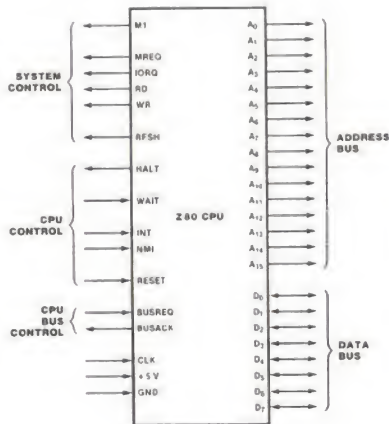 SYSTEM
CONTROL
CPU
CONTROL
CPU
BUS
CONTROL
M1
MREQ
IORQ
RD
WR
RFSH
HALT
WAIT
INT
NMI
RESET
BUSREQ
BUSACK
CLK
+5V
GND
Z80 CPU
A0
A1
A2
A3
A4
A5
A6
A7
A8
A9
A10
A11
A12
A13
A14
A15
D0
D1
D2
D3
D4
D5
D6
D7
ADDRESS
BUS
DATA
BUS